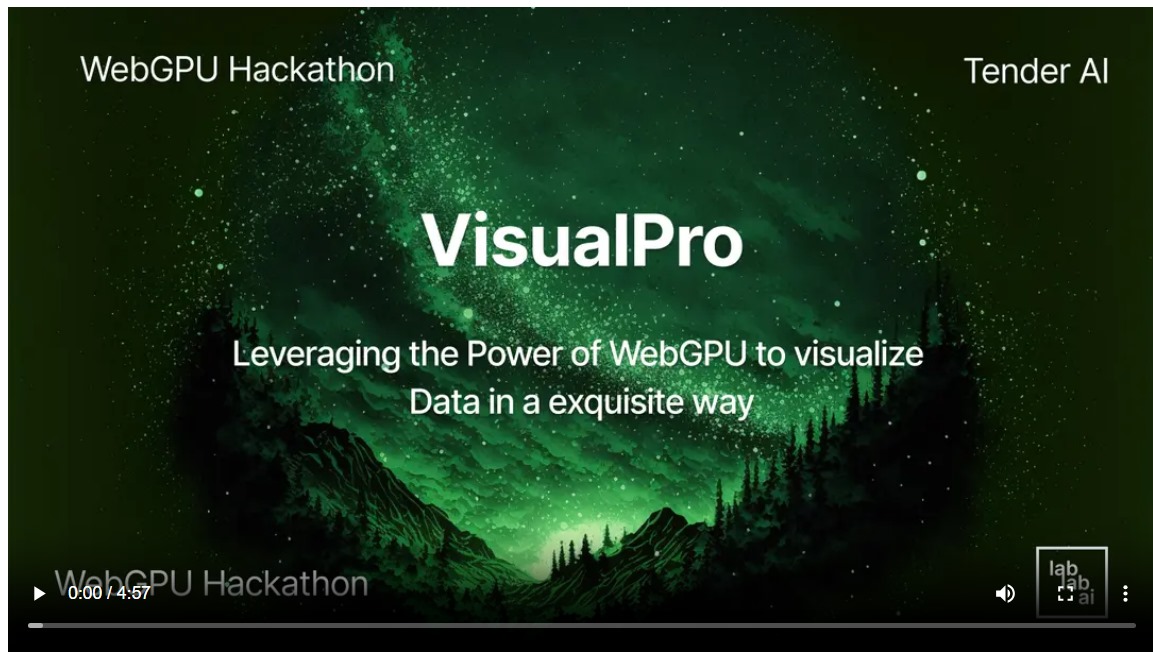 WebGPU Hackathon
Tender AI
VisualPro
Leveraging the Power of WebGPU to visualize
Data in a exquisite way
WebGPU Hackathon
0:00 / 4:57
lab
lab
ai